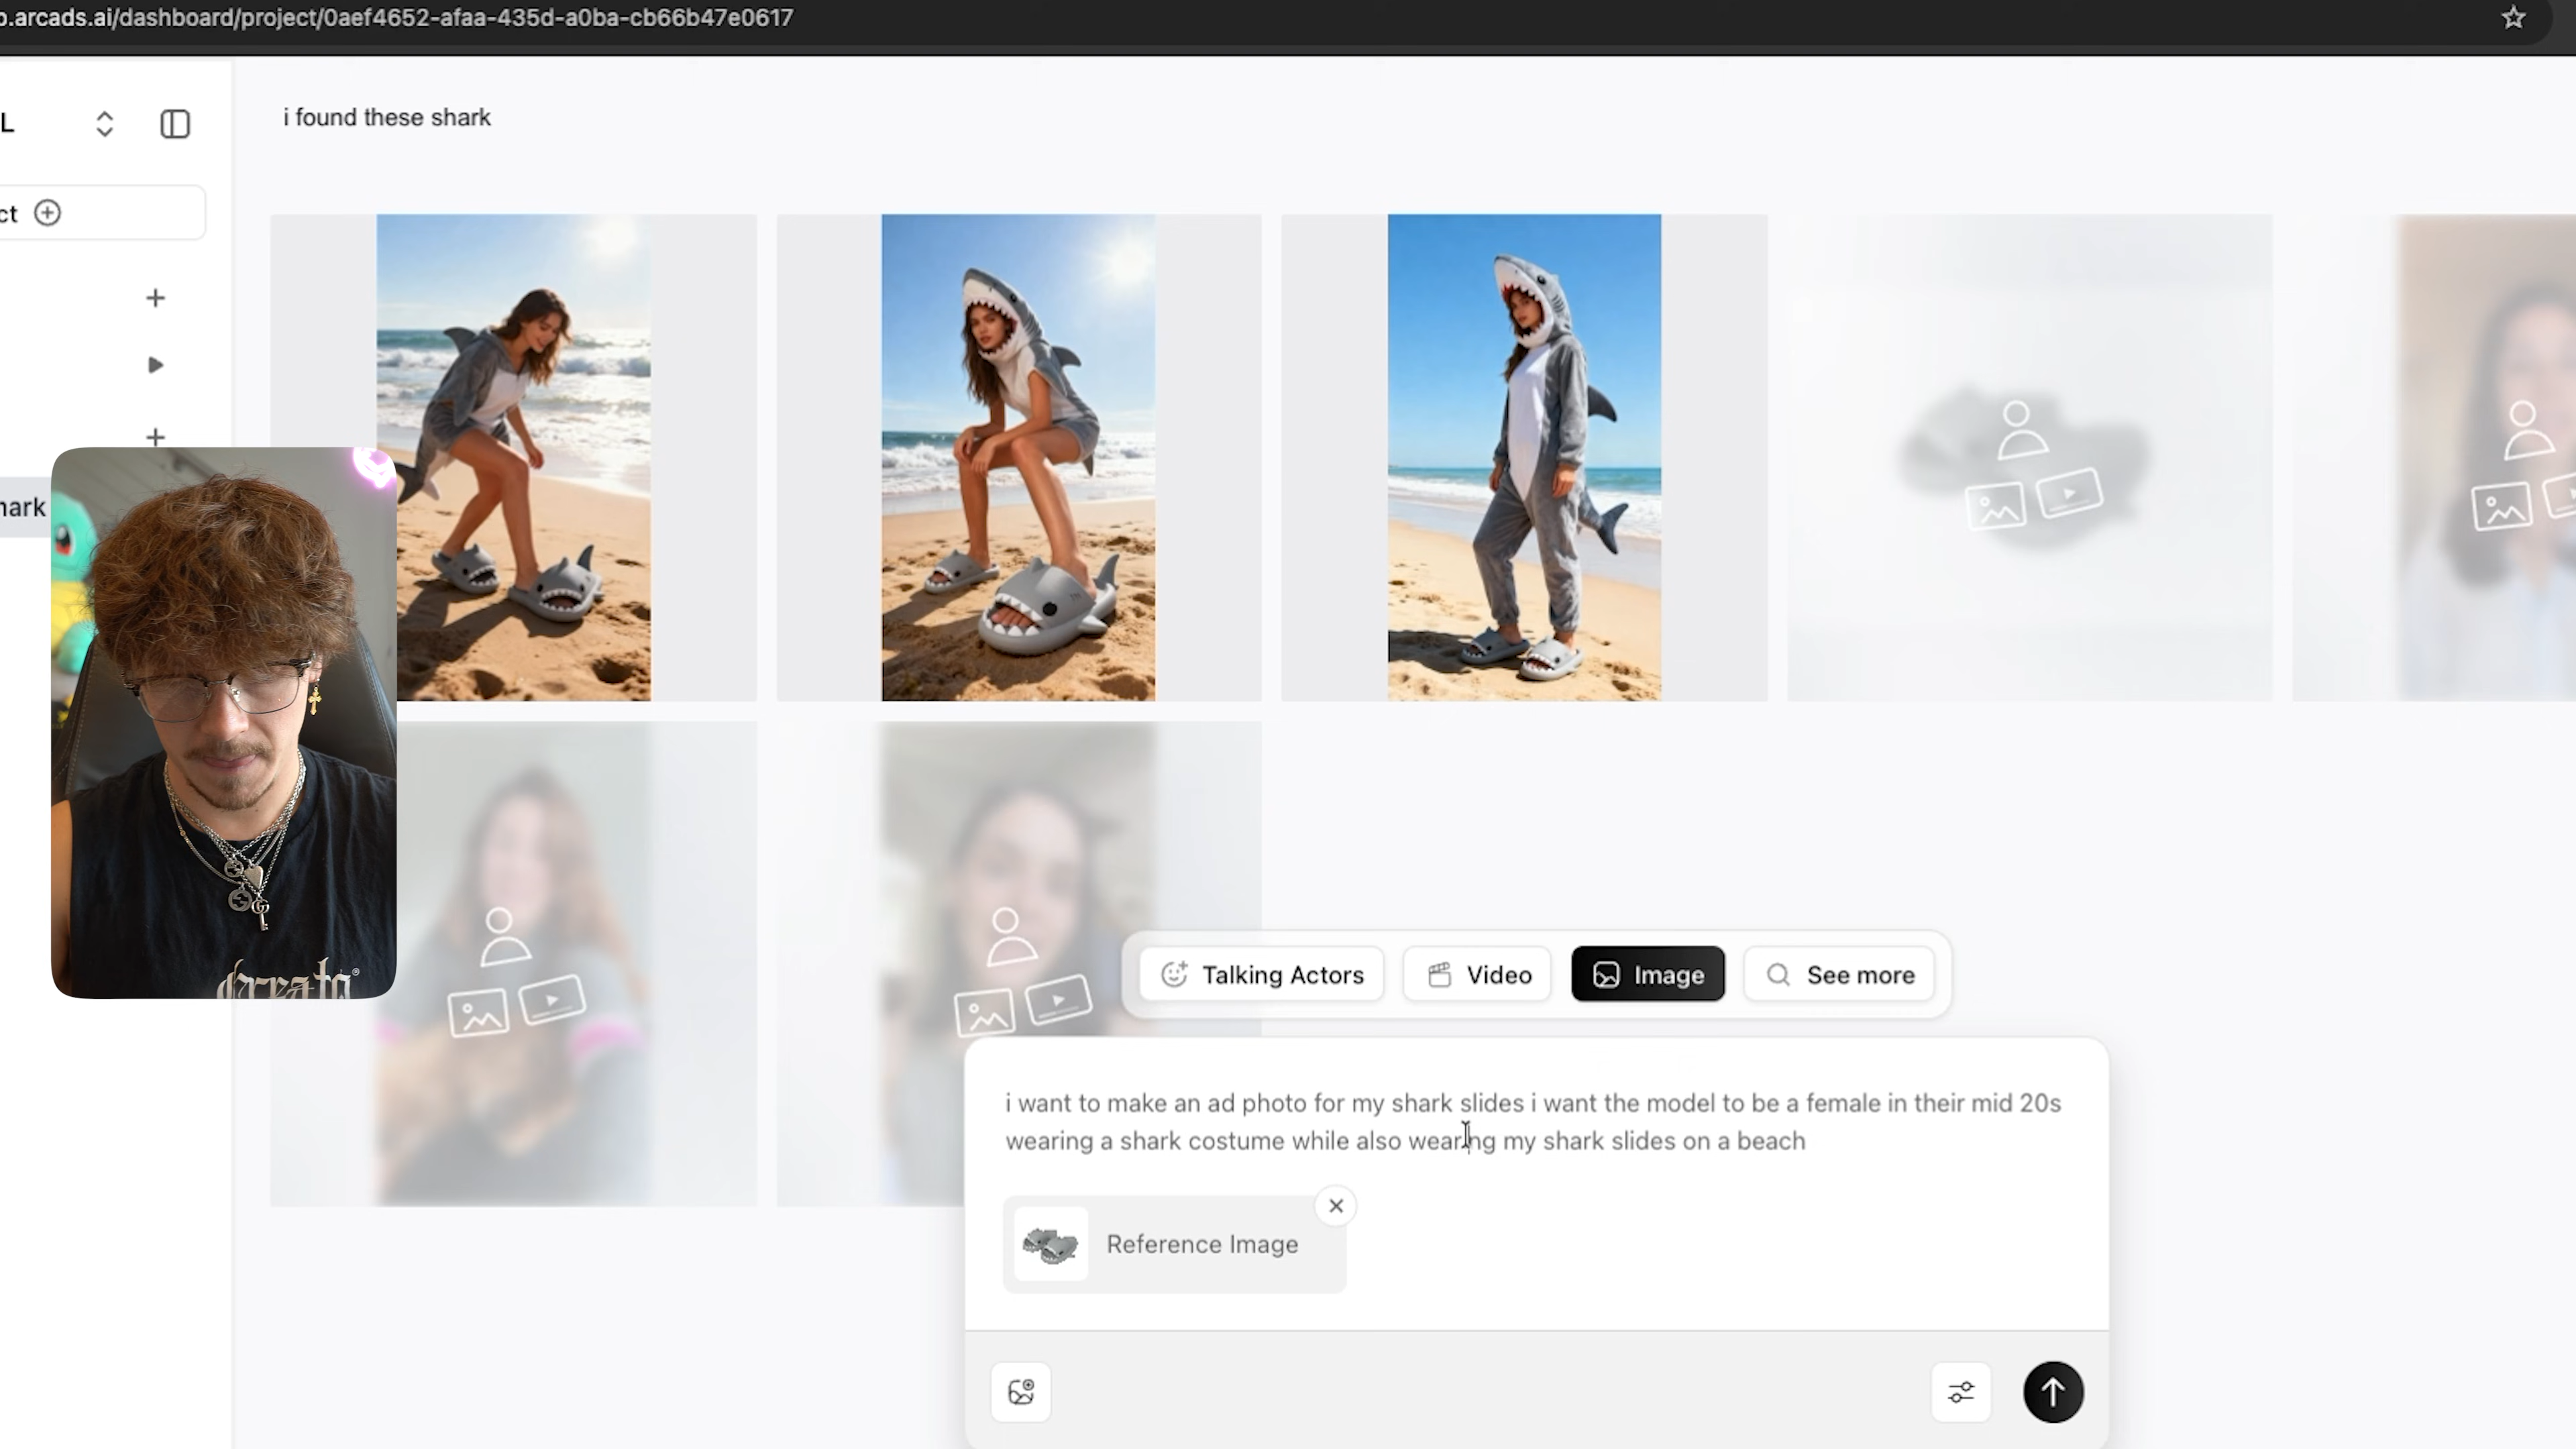 o.arcads.ai/dashboard/project/0aef4652-afaa-435d-a0ba-cb66b47e0617
L
i found these shark
ct
hark
create®
Talking Actors
Video
Image
See more
i want to make an ad photo for my shark slides i want the model to be a female in their mid 20s
wearing a shark costume while also wearing my shark slides on a beach
Reference Image